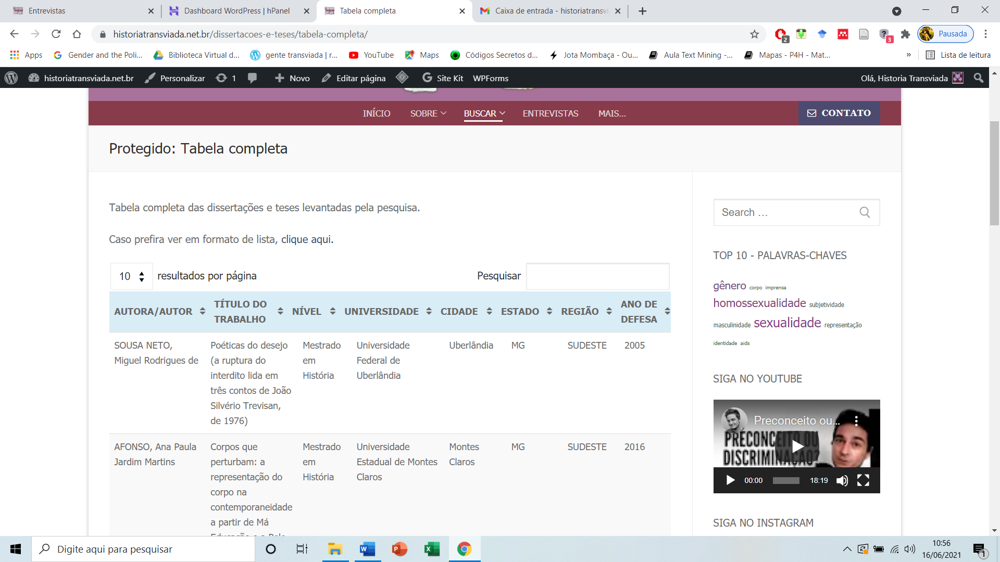 Entrevistas
Dashboard WordPress | hPanel
Tabela completa
Caixa de entrada - historiatransvi
historiatransviada.net.br/dissertacoes-e-teses/tabela-completa/
2
3
Pausada
Apps
Gender and the Poli...
Biblioteca Virtual d...
gente transviada | r...
YouTube
Maps
Códigos Secretos d...
Jota Mombaça - Ou...
Aula Text Mining -...
Mapas - P4H - Mat...
»
Lista de leitura
historiatransviada.net.br
Personalizar
1
Novo
Editar página
Site Kit
WPForms
Olá, Historia Transviada
INÍCIO
SOBRE
BUSCAR
ENTREVISTAS
MAIS...
CONTATO
Protegido: Tabela completa
Tabela completa das dissertações e teses levantadas pela pesquisa.
Caso prefira ver em formato de lista, clique aqui.
10 resultados por página
Pesquisar
AUTORA/AUTOR
TÍTULO DO
TRABALHO
NÍVEL
UNIVERSIDADE
CIDADE
ESTADO
REGIÃO
ANO DE
DEFESA
SOUSA NETO,
Miguel Rodrigues de
Poéticas do desejo
(a ruptura do
interdito lida em
três contos de João
Silvério Trevisan,
de 1976)
Mestrado
em
História
Universidade
Federal de
Uberlândia
Uberlândia
MG
SUDESTE
2005
AFONSO, Ana Paula
Jardim Martins
Corpos que
perturbam: a
representação do
corpo na
contemporaneidade
a partir de Má
Mestrado
em
História
Universidade
Estadual de Montes
Claros
Montes
Claros
MG
SUDESTE
2016
Search …
TOP 10 - PALAVRAS-CHAVES
gênero corpo imprensa
homossexualidade subjetividade
masculinidade sexualidade representação
identidade aids
SIGA NO YOUTUBE
Preconceito ou...
PRECONCEITO OU
DISCRIMINAÇÃO?
00:00
18:19
SIGA NO INSTAGRAM
Digite aqui para pesquisar
10:56
16/06/2021
1